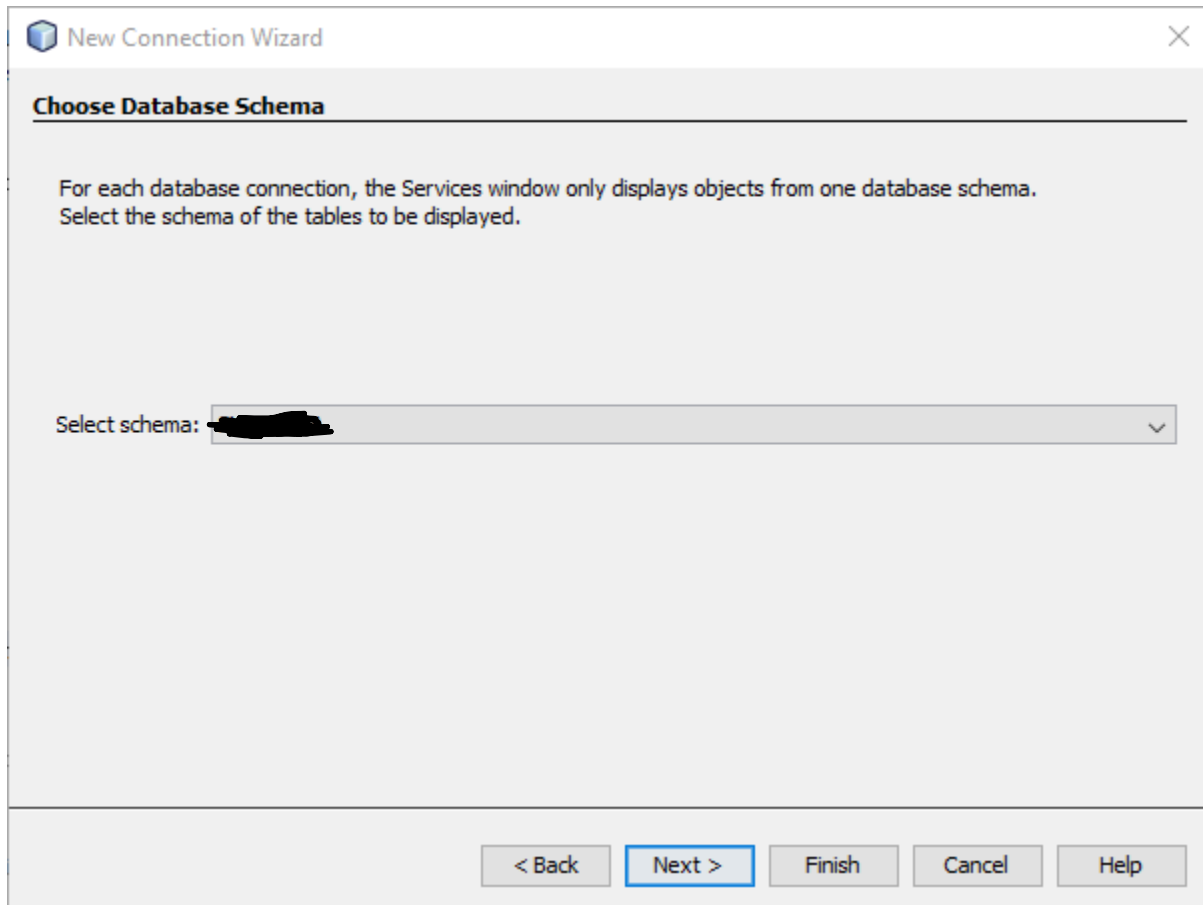 New Connection Wizard
Choose Database Schema
For each database connection, the Services window only displays objects from one database schema.
Select the schema of the tables to be displayed.
Select schema:
< Back
Next >
Finish
Cancel
Help